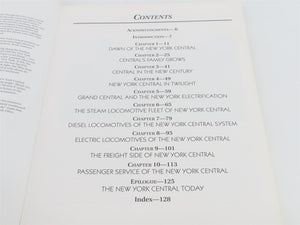 CONTENTS
ACKNOWLEDGMENTS—6
INTRODUCTION—7
CHAPTER 1—11
DAWN OF THE NEW YORK CENTRAL
CHAPTER 2—25
CENTRAL'S FAMILY GROWS
CHAPTER 3—41
CENTRAL IN THE NEW CENTURY
CHAPTER 4—49
NEW YORK CENTRAL IN TWILIGHT
CHAPTER 5—59
GRAND CENTRAL AND THE NEW YORK ELECTRIFICATION
CHAPTER 6—65
THE STEAM LOCOMOTIVE FLEET OF NEW YORK CENTRAL
CHAPTER 7—79
DIESEL LOCOMOTIVES OF THE NEW YORK CENTRAL SYSTEM
CHAPTER 8—95
ELECTRIC LOCOMOTIVES OF THE NEW YORK CENTRAL
CHAPTER 9—101
THE FREIGHT SIDE OF NEW YORK CENTRAL
CHAPTER 10—113
PASSENGER SERVICE OF THE NEW YORK CENTRAL
EPILOGUE—125
THE NEW YORK CENTRAL TODAY
INDEX—128